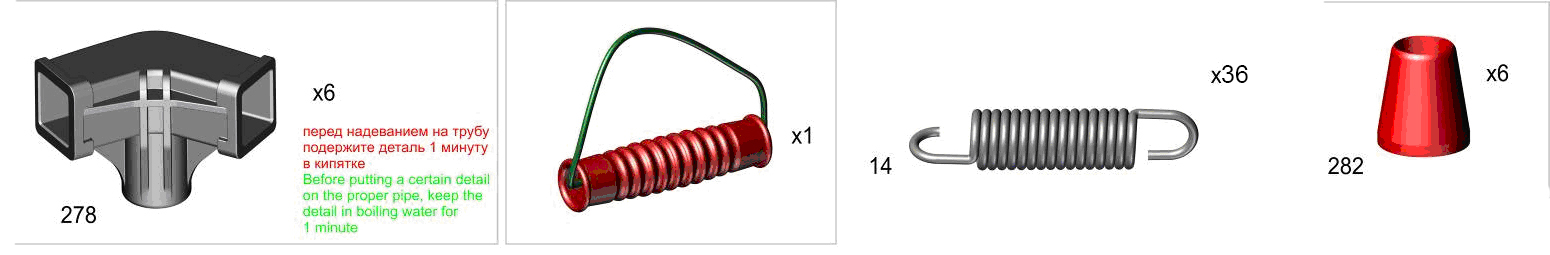 x6
перед надеванием на трубу
подержите деталь 1 минуту
в кипятке
Before putting a certain detail
on the proper pipe, keep the
detail in boiling water for
1 minute
278
x1
x36
14
x6
282